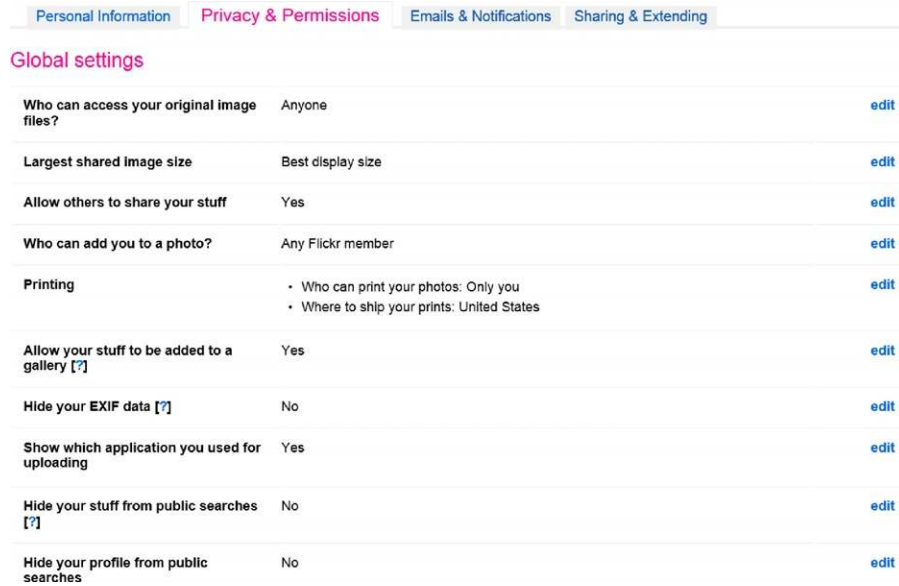 Personal Information Privacy & Permissions Emails & Notifications Sharing & Extending
Global settings
Who can access your original image Anyone edit
files?
Largest shared image size Best display size edit
Allow others to share your stuff Yes edit
Who can add you to a photo? Any Flickr member edit
Printing • Who can print your photos: Only you edit
• Where to ship your prints: United States
Allow your stuff to be added to a Yes edit
gallery [?]
Hide your EXIF data [?] No edit
Show which application you used for Yes edit
uploading
Hide your stuff from public searches No edit
[?]
Hide your profile from public No edit
searches